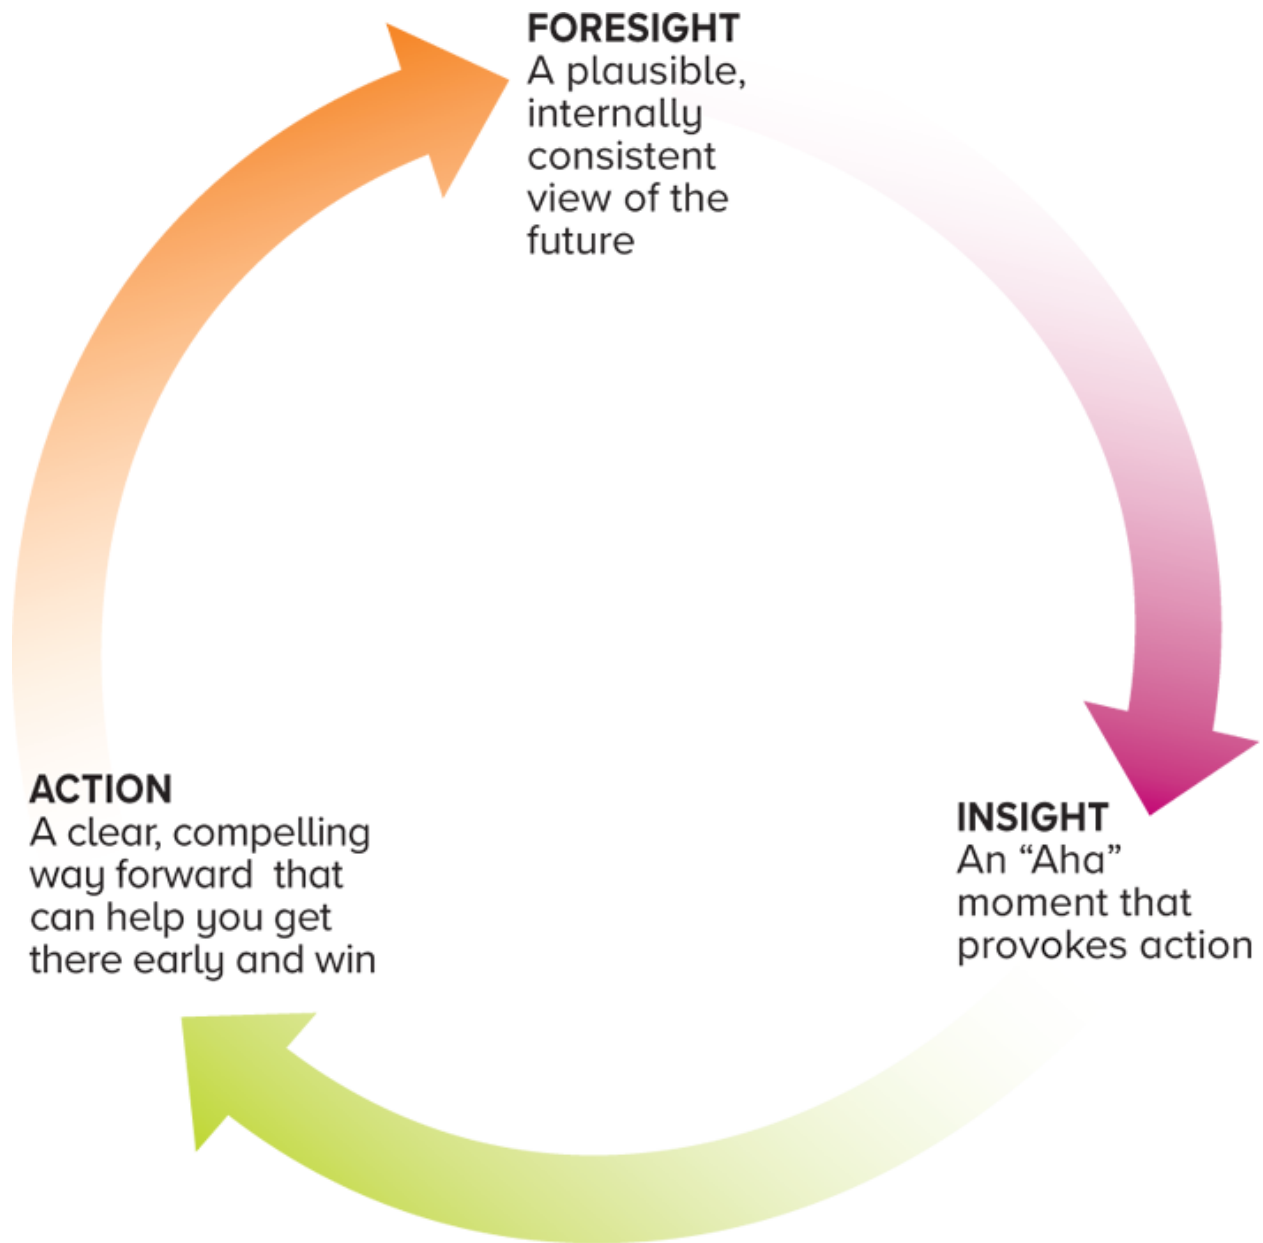 FORESIGHT
A plausible,
internally
consistent
view of the
future
ACTION
A clear, compelling
way forward that
can help you get
there early and win
INSIGHT
An “Aha”
moment that
provokes action